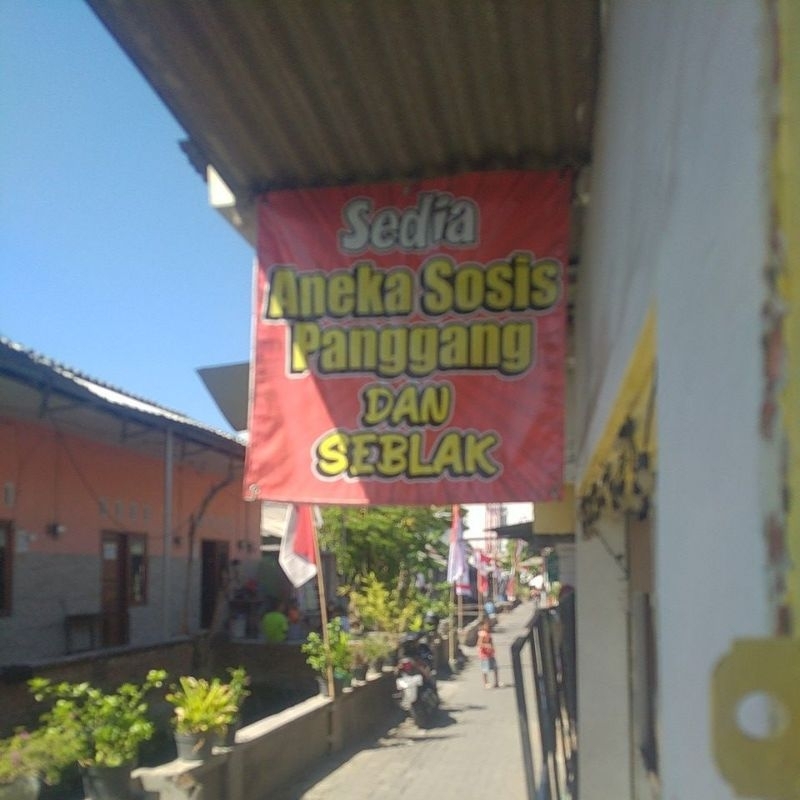 Sedia
Aneka Sosis
Panggang
DAN
SEBLAK